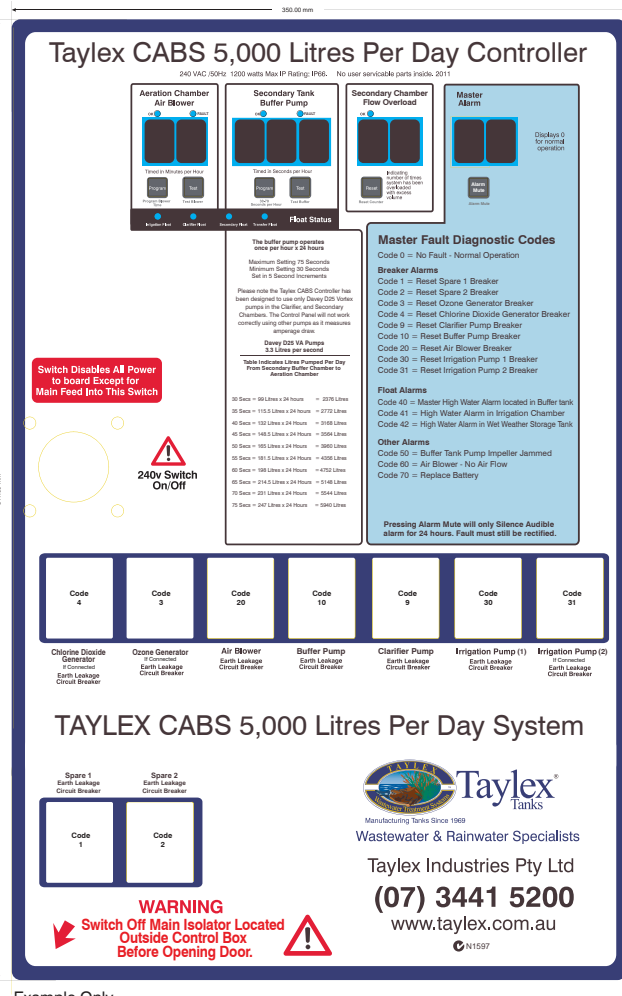 350.00 mm
Taylex CABS 5,000 Litres Per Day Controller
240 VAC /50Hz 1200 watts Max IP Rating: IP66. No user servicable parts inside. 2011
Aeration Chamber
Air Blower
OK
FAULT
Timed in Minutes per Hour
Program
Test
Program Blower
Time
Test Blower
Secondary Tank
Buffer Pump
OK
FAULT
Timed in Seconds per Hour
Program
Test
Seconds per Hour
Test Buffer
Secondary Chamber
Flow Overload
OK
Reset
Reset Counter
Indicating
number of times
system has been
overloaded
with excess
volume
Master
Alarm
Displays 0
for normal
operation
Alarm
Mute
Alarm Mute
Irrigation Float
Clarifier Float
Secondary Float
Transfer Float
Float Status
The buffer pump operates
once per hour x 24 hours
Maximum Setting 75 Seconds
Minimum Setting 30 Seconds
Set in 5 Second Increments
Please note the Taylex CABS Controller has
been designed to use only Davey D25 Vortex
pumps in the Clarifier, and Secondary
Chambers. The Control Panel will not work
correctly using other pumps as it measures
amperage draw.
Davey D25 VA Pumps
3.3 Litres per second
Table Indicates Litres Pumped Per Day
From Secondary Buffer Chamber to
Aeration Chamber
30 Secs = 99 Litres x 24 hours = 2376 Litres
35 Secs = 115.5 Litres x 24 hours = 2772 Litres
40 Secs = 132 Litres x 24 Hours = 3168 Litres
45 Secs = 148.5 Litres x 24 Hours = 3564 Litres
50 Secs = 165 Litres x 24 Hours = 3960 Litres
55 Secs = 181.5 Litres x 24 Hours = 4356 Litres
60 Secs = 198 Litres x 24 Hours = 4752 Litres
65 Secs = 214.5 Litres x 24 Hours = 5148 Litres
70 Secs = 231 Litres x 24 Hours = 5544 Litres
75 Secs = 247 Litres x 24 Hours = 5940 Litres
Master Fault Diagnostic Codes
Code 0 = No Fault - Normal Operation
Breaker Alarms
Code 1 = Reset Spare 1 Breaker
Code 2 = Reset Spare 2 Breaker
Code 3 = Reset Ozone Generator Breaker
Code 4 = Reset Chlorine Dioxide Generator Breaker
Code 9 = Reset Clarifier Pump Breaker
Code 10 = Reset Buffer Pump Breaker
Code 20 = Reset Air Blower Breaker
Code 30 = Reset Irrigation Pump 1 Breaker
Code 31 = Reset Irrigation Pump 2 Breaker
Float Alarms
Code 40 = Master High Water Alarm located in Buffer tank
Code 41 = High Water Alarm in Irrigation Chamber
Code 42 = High Water Alarm in Wet Weather Storage Tank
Other Alarms
Code 50 = Buffer Tank Pump Impeller Jammed
Code 60 = Air Blower - No Air Flow
Code 70 = Replace Battery
Pressing Alarm Mute will only Silence Audible
alarm for 24 hours. Fault must still be rectified.
Switch Disables All Power
to board Except for
Main Feed Into This Switch
240v Switch
On/Off
Code
4
Code
3
Code
20
Code
10
Code
9
Code
30
Code
31
Chlorine Dioxide
Generator
If Connected
Earth Leakage
Circuit Breaker
Ozone Generator
If Connected
Earth Leakage
Circuit Breaker
Air Blower
Earth Leakage
Circuit Breaker
Buffer Pump
Earth Leakage
Circuit Breaker
Clarifier Pump
Earth Leakage
Circuit Breaker
Irrigation Pump (1)
Earth Leakage
Circuit Breaker
Irrigation Pump (2)
If Connected
Earth Leakage
Circuit Breaker
TAYLEX CABS 5,000 Litres Per Day System
Spare 1
Earth Leakage
Circuit Breaker
Spare 2
Earth Leakage
Circuit Breaker
Code
1
Code
2
TAYLEX
Wastewater Treatment Systems
Taylex®
Tanks
Manufacturing Tanks Since 1969
Wastewater & Rainwater Specialists
Taylex Industries Pty Ltd
(07) 3441 5200
www.taylex.com.au
N1597
WARNING
Switch Off Main Isolator Located
Outside Control Box
Before Opening Door.
Example Only